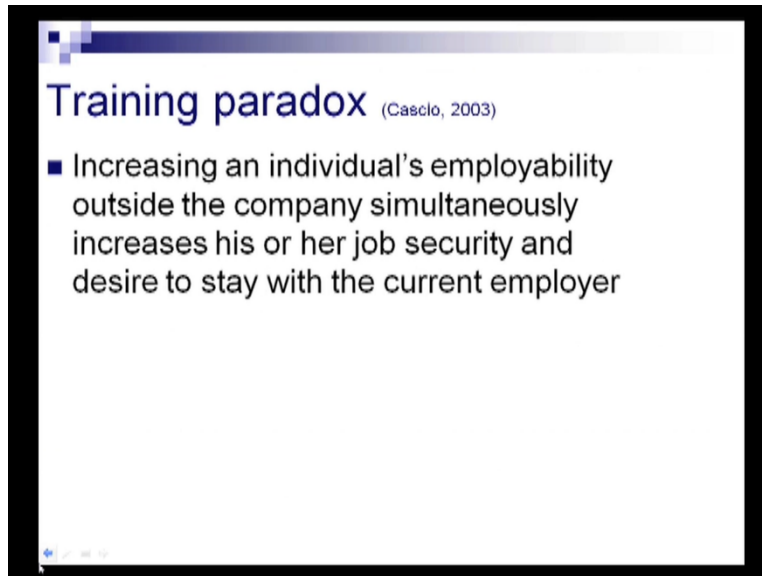 Training paradox (Cascio, 2003)
Increasing an individual's employability
outside the company simultaneously
increases his or her job security and
desire to stay with the current employer